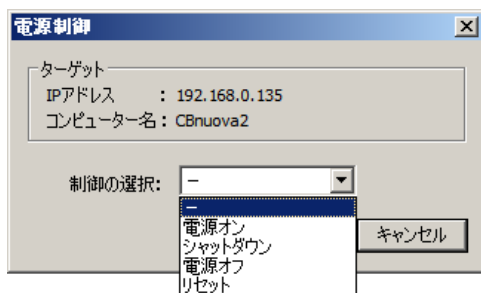 電源制御
ターゲット
IPアドレス : 192.168.0.135
コンピューター名 : CBnuova2
制御の選択: －
－
電源オン
シャットダウン
電源オフ
リセット
キャンセル